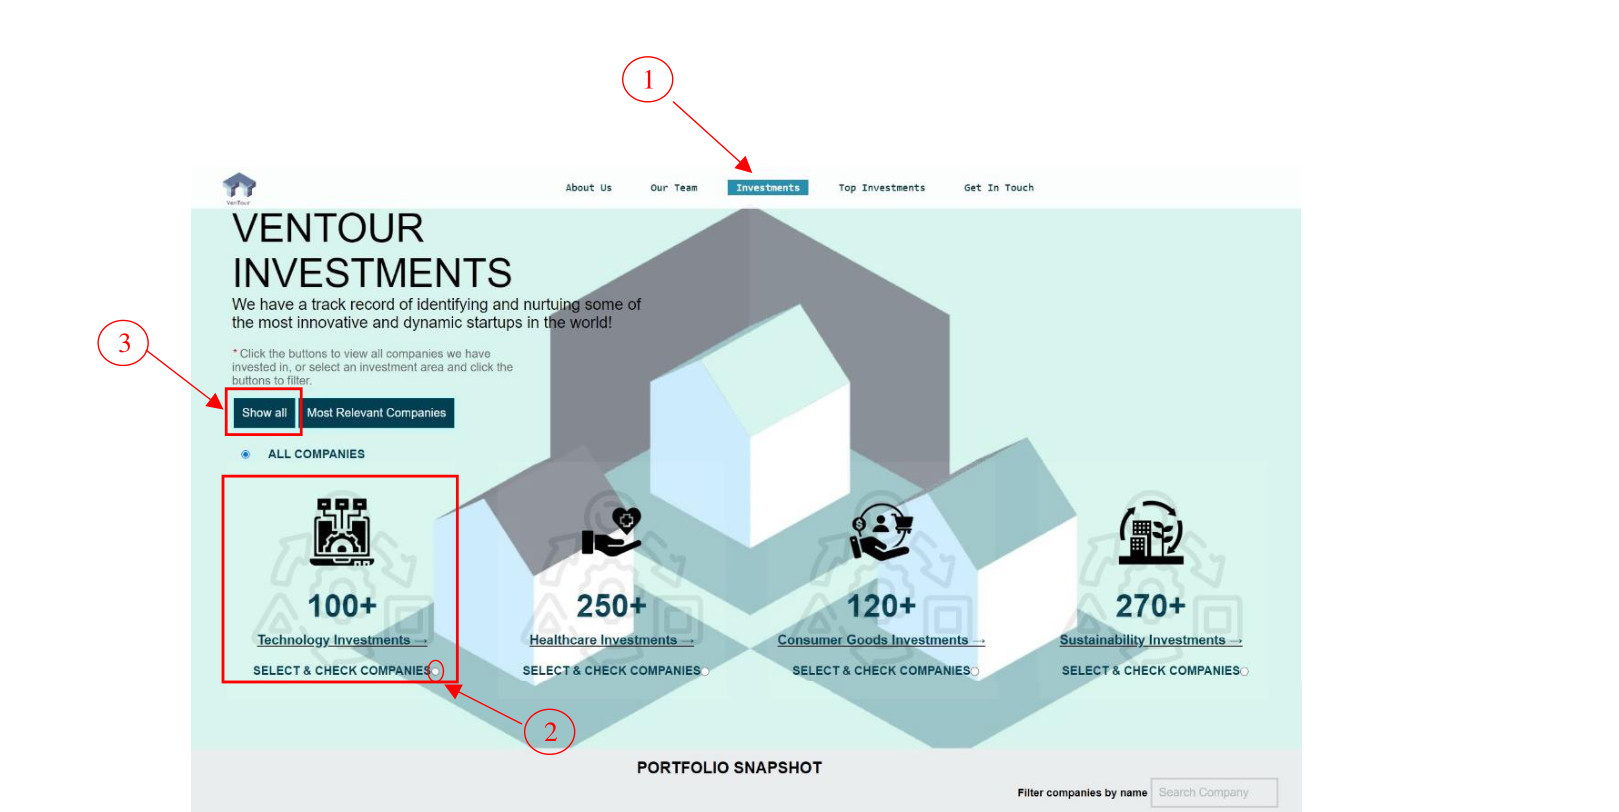 1
VenTour
About Us Our Team Investments Top Investments Get In Touch
VENTOUR
INVESTMENTS
We have a track record of identifying and nurtuing some of
the most innovative and dynamic startups in the world!
3
* Click the buttons to view all companies we have
invested in, or select an investment area and click the
buttons to filter.
Show all Most Relevant Companies
ALL COMPANIES
100+ 250+ 120+ 270+
Technology Investments → Healthcare Investments → Consumer Goods Investments → Sustainability Investments →
SELECT & CHECK COMPANIES SELECT & CHECK COMPANIES SELECT & CHECK COMPANIES SELECT & CHECK COMPANIES
2
PORTFOLIO SNAPSHOT
Filter companies by name Search Company